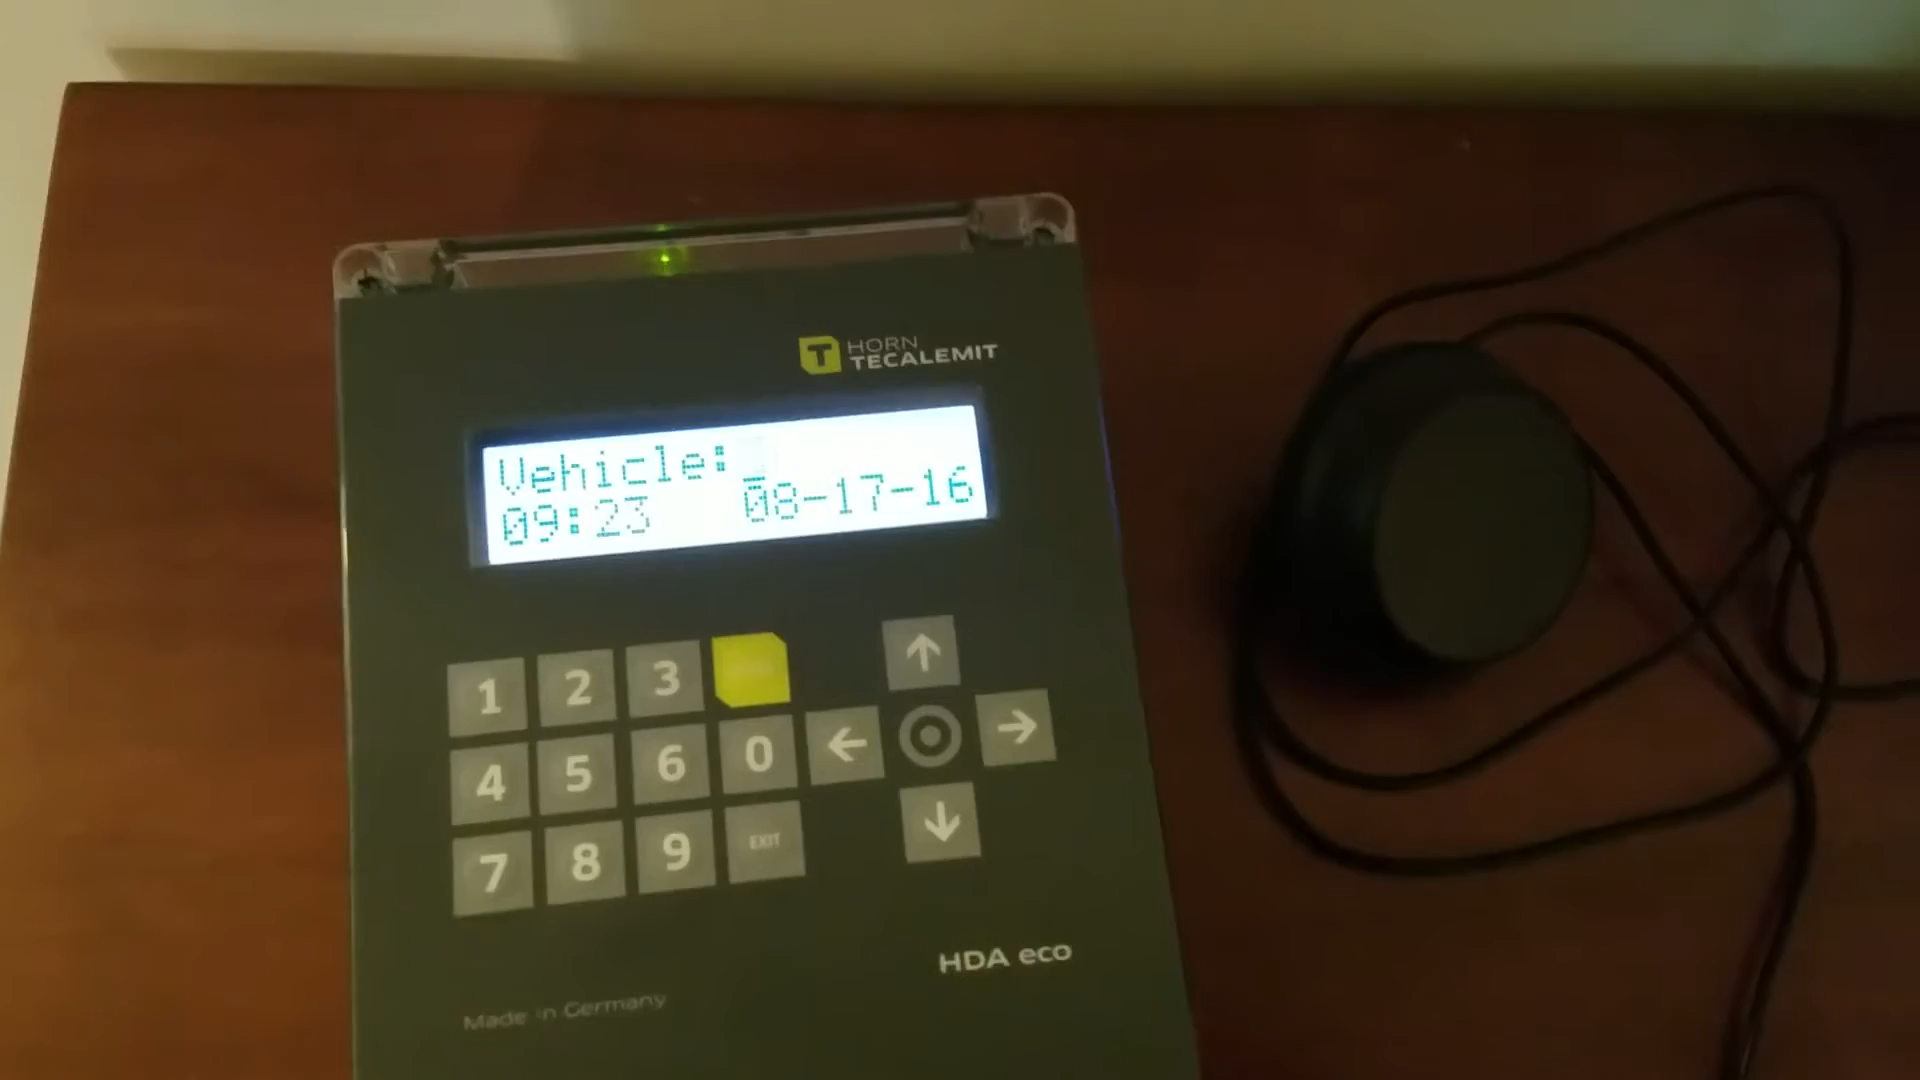 HORN
TECALEMIT
Vehicle:
09:23 08-17-16
1 2 3
4 5 6 0 ← →
7 8 9 EXIT
↑
↓
HDA eco
Made in Germany